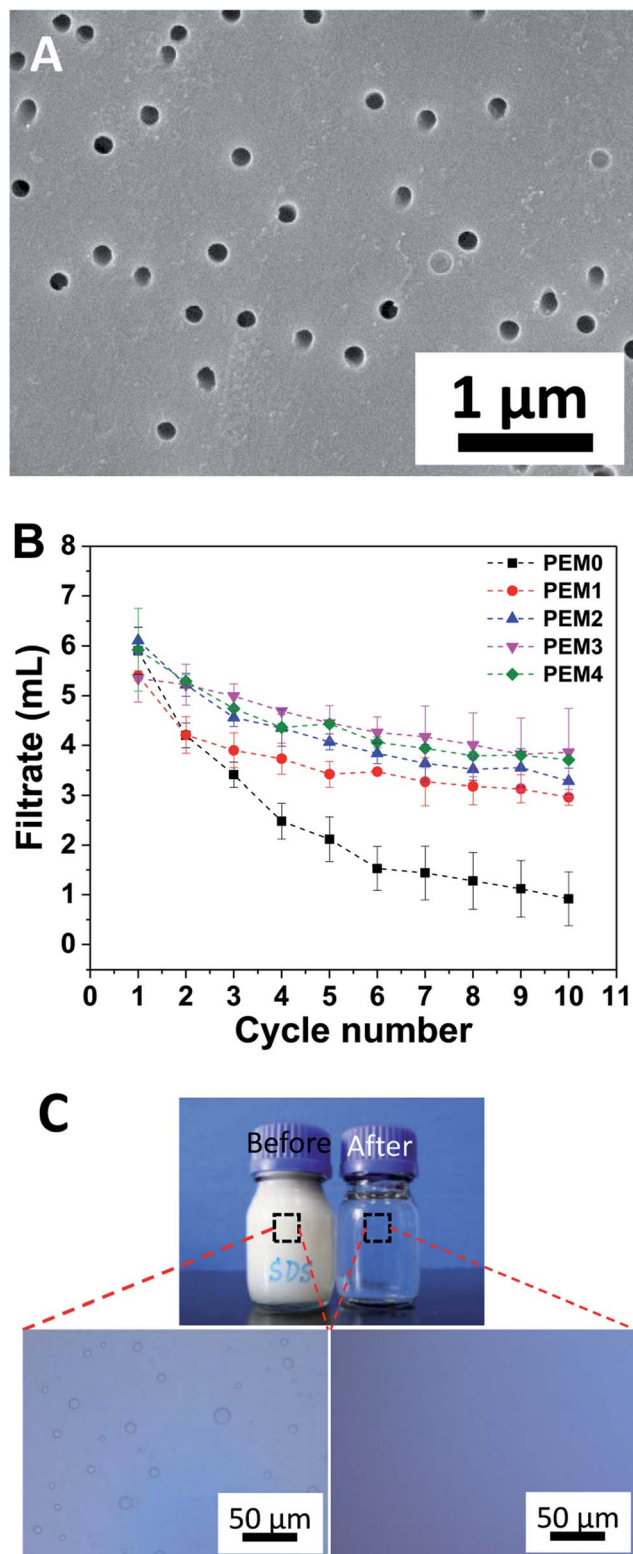 A
1 μm
B
8
7
6
5
4
3
2
1
0
Filtrate (mL)
PEM0
PEM1
PEM2
PEM3
PEM4
0 1 2 3 4 5 6 7 8 9 10 11
Cycle number
C
Before After
SDS
50 μm 50 μm